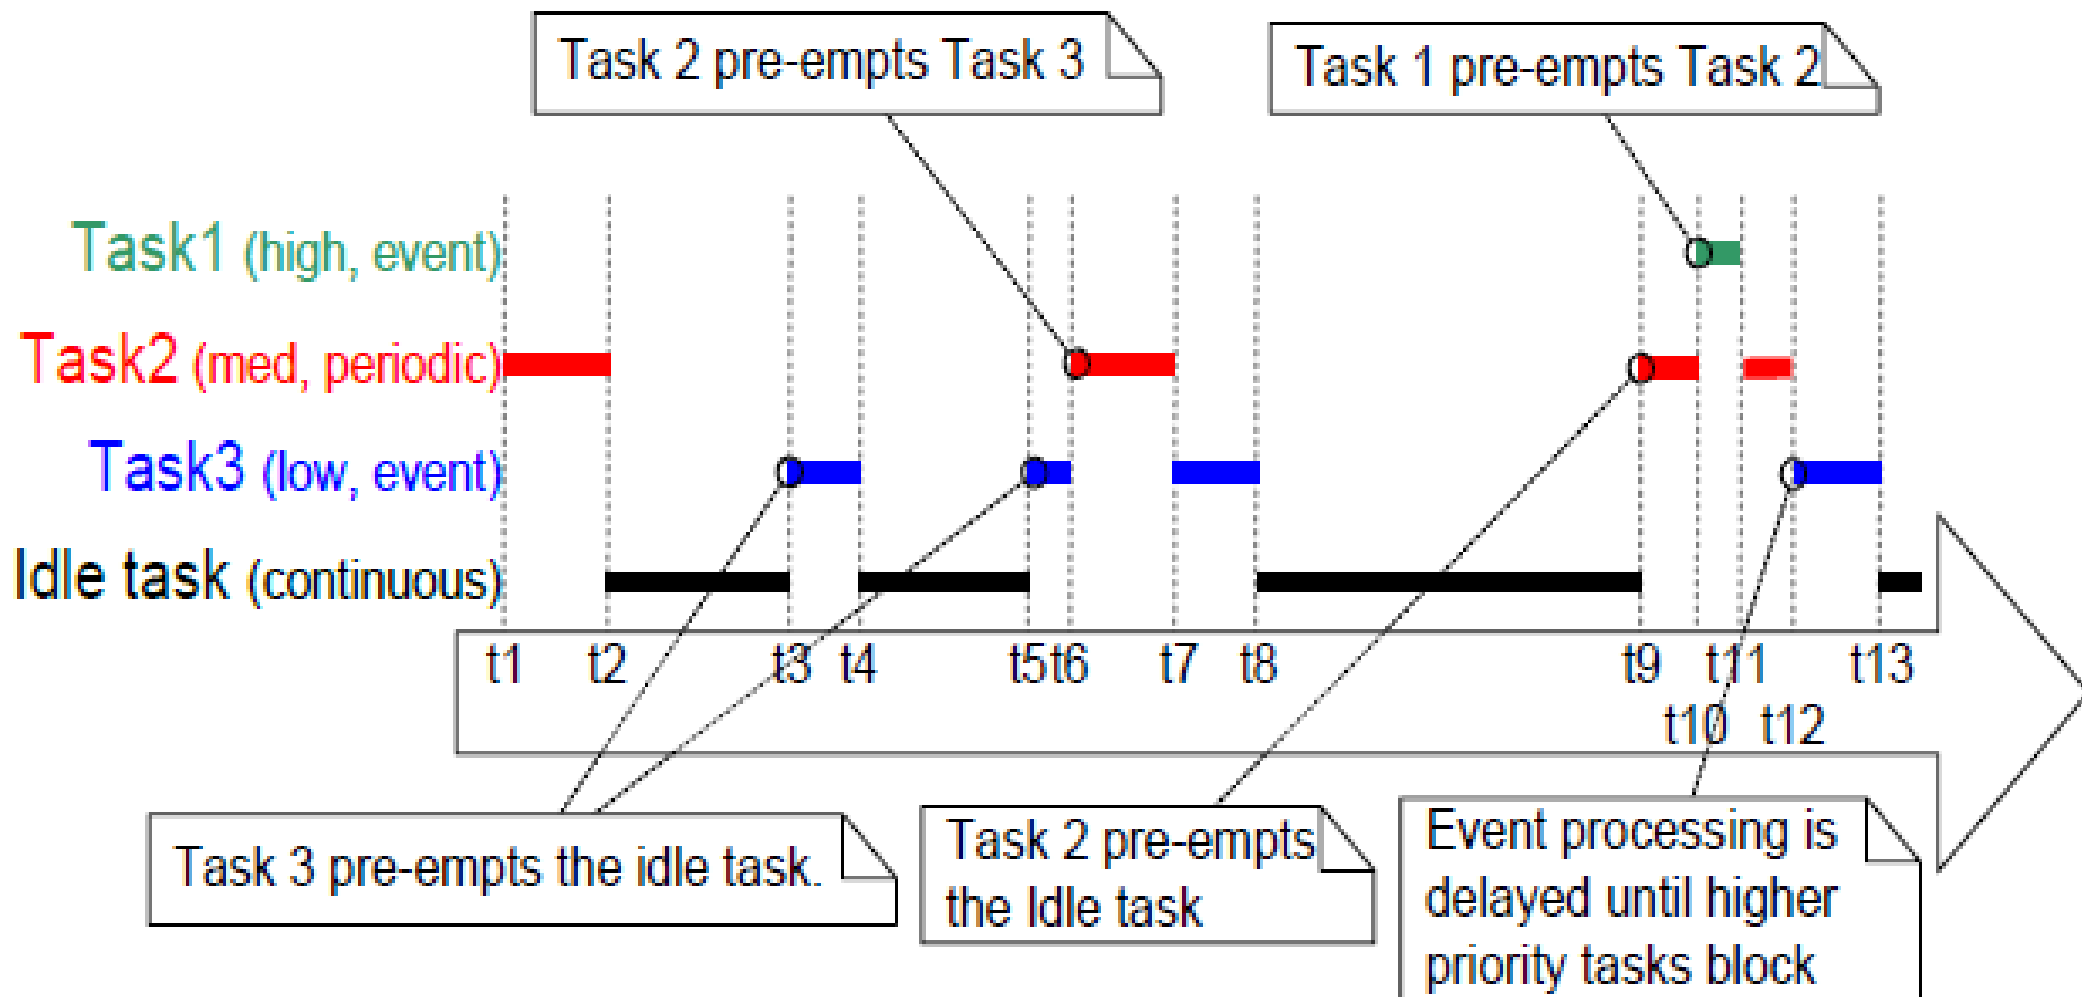 Task 2 pre-empts Task 3
Task 1 pre-empts Task 2
Task1 (high, event)
Task2 (med, periodic)
Task3 (low, event)
Idle task (continuous)
t1 t2 t3 t4 t5 t6 t7 t8 t9 t11 t13
t10 t12
Task 3 pre-empts the idle task.
Task 2 pre-empts
the Idle task
Event processing is
delayed until higher
priority tasks block